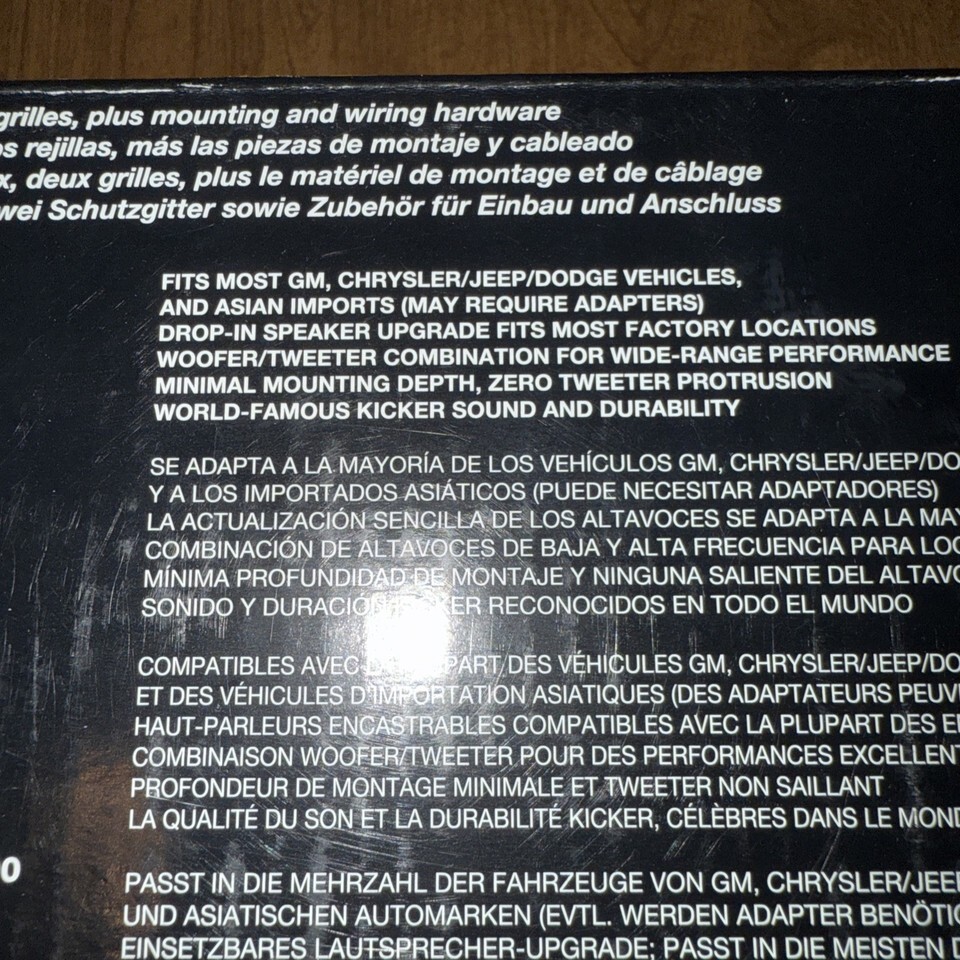 grilles, plus mounting and wiring hardware
os rejillas, más las piezas de montaje y cableado
x, deux grilles, plus le matériel de montage et de câblage
wei Schutzgitter sowie Zubehör für Einbau und Anschluss
FITS MOST GM, CHRYSLER/JEEP/DODGE VEHICLES,
AND ASIAN IMPORTS (MAY REQUIRE ADAPTERS)
DROP-IN SPEAKER UPGRADE FITS MOST FACTORY LOCATIONS
WOOFER/TWEETER COMBINATION FOR WIDE-RANGE PERFORMANCE
MINIMAL MOUNTING DEPTH, ZERO TWEETER PROTRUSION
WORLD-FAMOUS KICKER SOUND AND DURABILITY
SE ADAPTA A LA MAYORÍA DE LOS VEHÍCULOS GM, CHRYSLER/JEEP/DO
Y A LOS IMPORTADOS ASIÁTICOS (PUEDE NECESITAR ADAPTADORES)
LA ACTUALIZACIÓN SENCILLA DE LOS ALTAVOCES SE ADAPTA A LA MAY
COMBINACIÓN DE ALTAVOCES DE BAJA Y ALTA FRECUENCIA PARA LOG
MÍNIMA PROFUNDIDAD DE MONTAJE Y NINGUNA SALIENTE DEL ALTAVO
SONIDO Y DURACIÓN KICKER RECONOCIDOS EN TODO EL MUNDO
COMPATIBLES AVEC PART DES VÉHICULES GM, CHRYSLER/JEEP/DO
ET DES VÉHICULES D'IMPORTATION ASIATIQUES (DES ADAPTATEURS PEUV
HAUT-PARLEURS ENCASTRABLES COMPATIBLES AVEC LA PLUPART DES E
COMBINAISON WOOFER/TWEETER POUR DES PERFORMANCES EXCELLENT
PROFONDEUR DE MONTAGE MINIMALE ET TWEETER NON SAILLANT
LA QUALITÉ DU SON ET LA DURABILITÉ KICKER, CÉLÈBRES DANS LE MOND
0
PASST IN DIE MEHRZAHL DER FAHRZEUGE VON GM, CHRYSLER/JEE
UND ASIATISCHEN AUTOMARKEN (EVTL. WERDEN ADAPTER BENÖTIG
EINSETZBARES LAUTSPRECHER-UPGRADE; PASST IN DIE MEISTEN